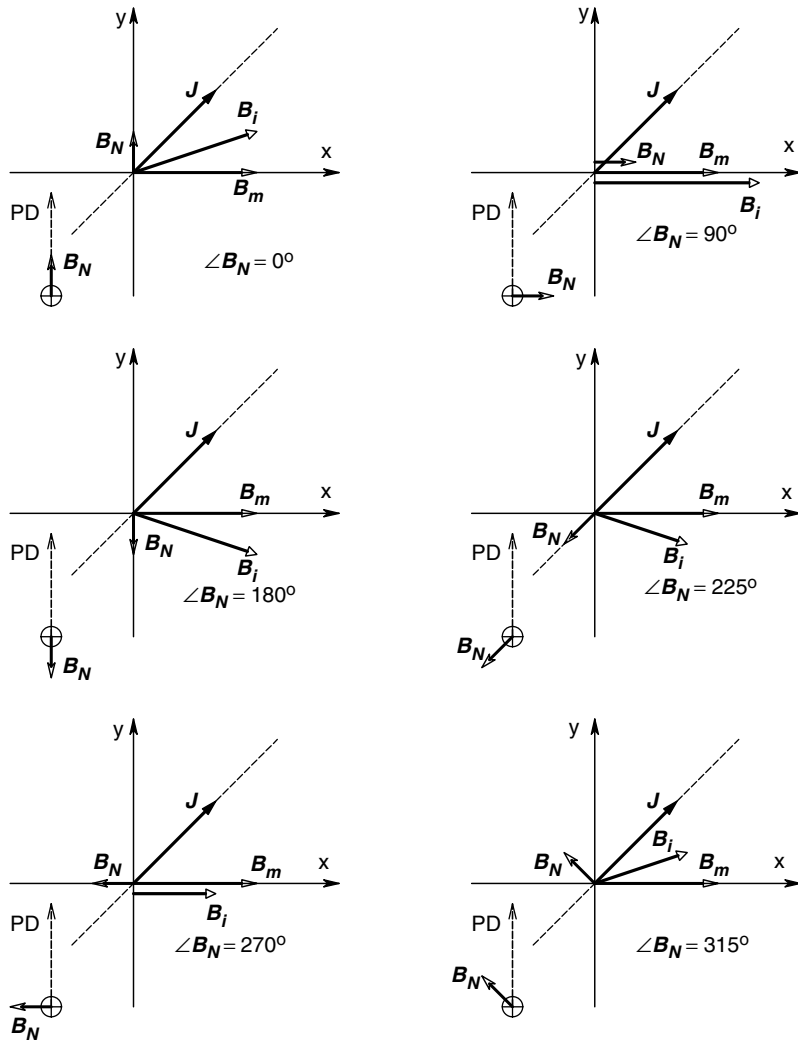 y
J
B_i
B_N
x
B_m
PD
B_N
∠B_N = 0°
y
J
x
B_N
B_m
PD
B_i
∠B_N = 90°
B_N
y
J
B_m
x
PD
B_N
B_i
∠B_N = 180°
B_N
y
J
B_m
x
B_N
PD
B_i
∠B_N = 225°
B_N
y
J
B_N
B_m
x
PD
B_i
∠B_N = 270°
B_N
y
J
B_i
B_N
B_m
x
PD
∠B_N = 315°
B_N